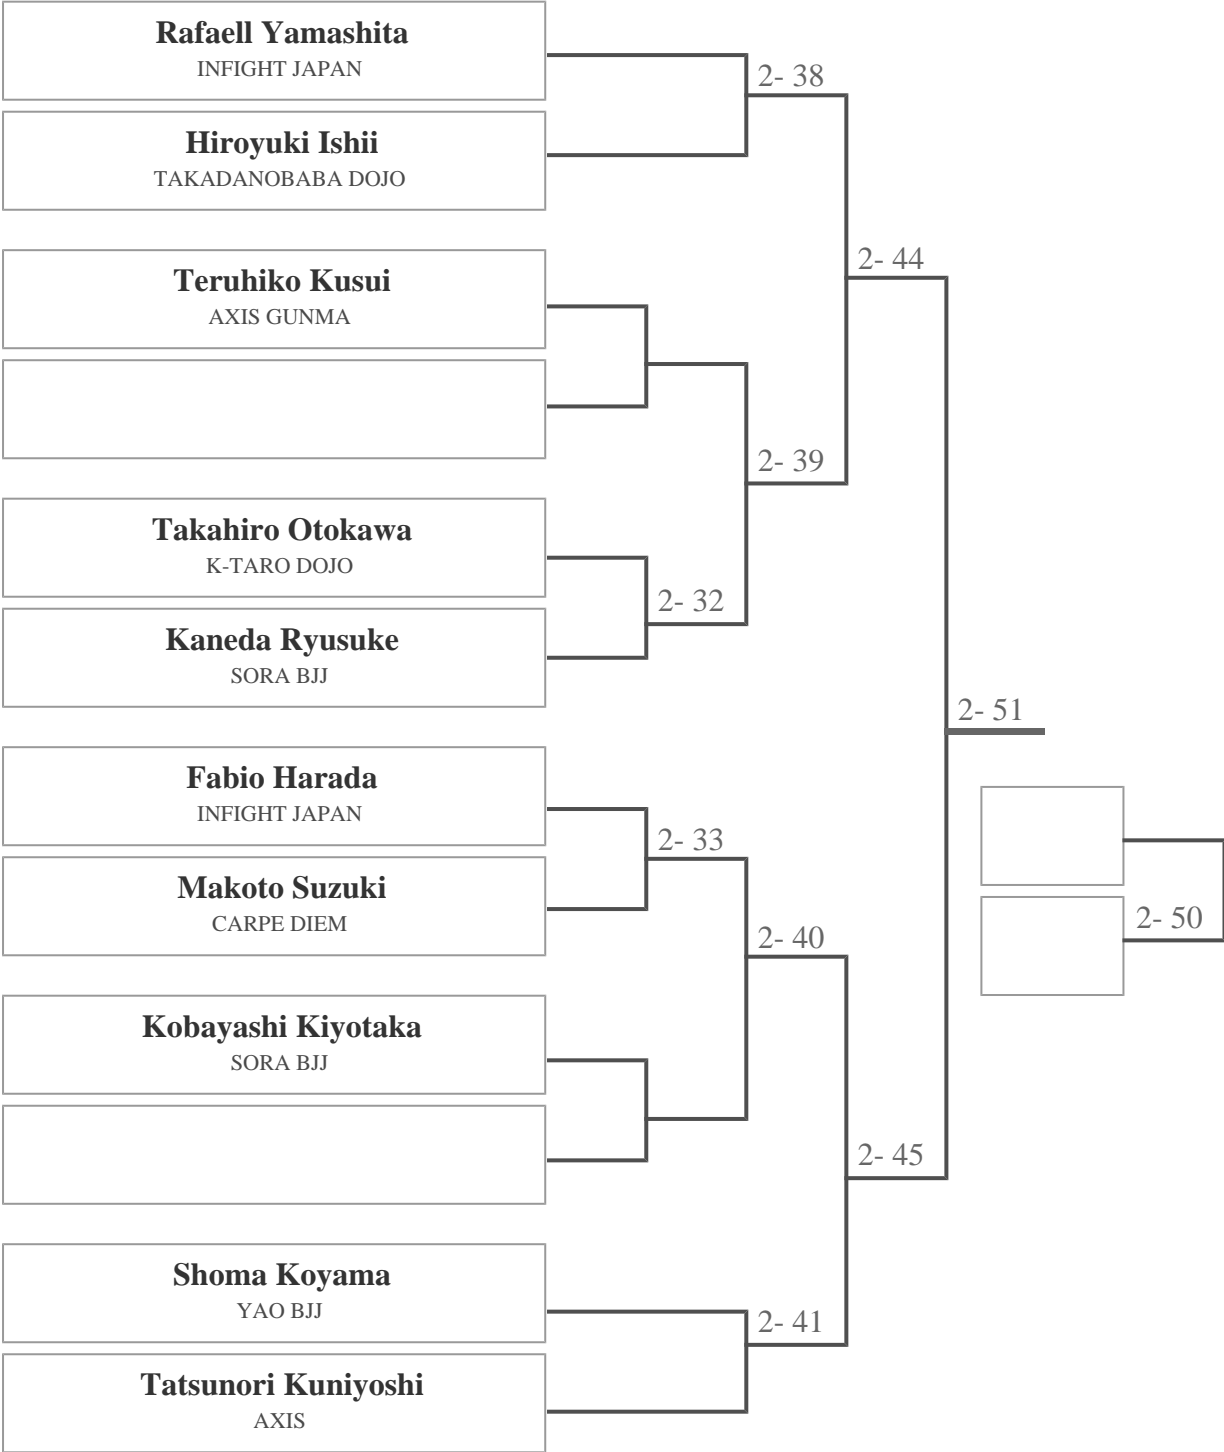 Rafaell Yamashita
INFIGHT JAPAN
2- 38
Hiroyuki Ishii
TAKADANOBABA DOJO
2- 44
Teruhiko Kusui
AXIS GUNMA
2- 39
Takahiro Otokawa
K-TARO DOJO
2- 32
Kaneda Ryusuke
SORA BJJ
2- 51
Fabio Harada
INFIGHT JAPAN
2- 33
Makoto Suzuki
CARPE DIEM
2- 50
2- 40
Kobayashi Kiyotaka
SORA BJJ
2- 45
Shoma Koyama
YAO BJJ
2- 41
Tatsunori Kuniyoshi
AXIS